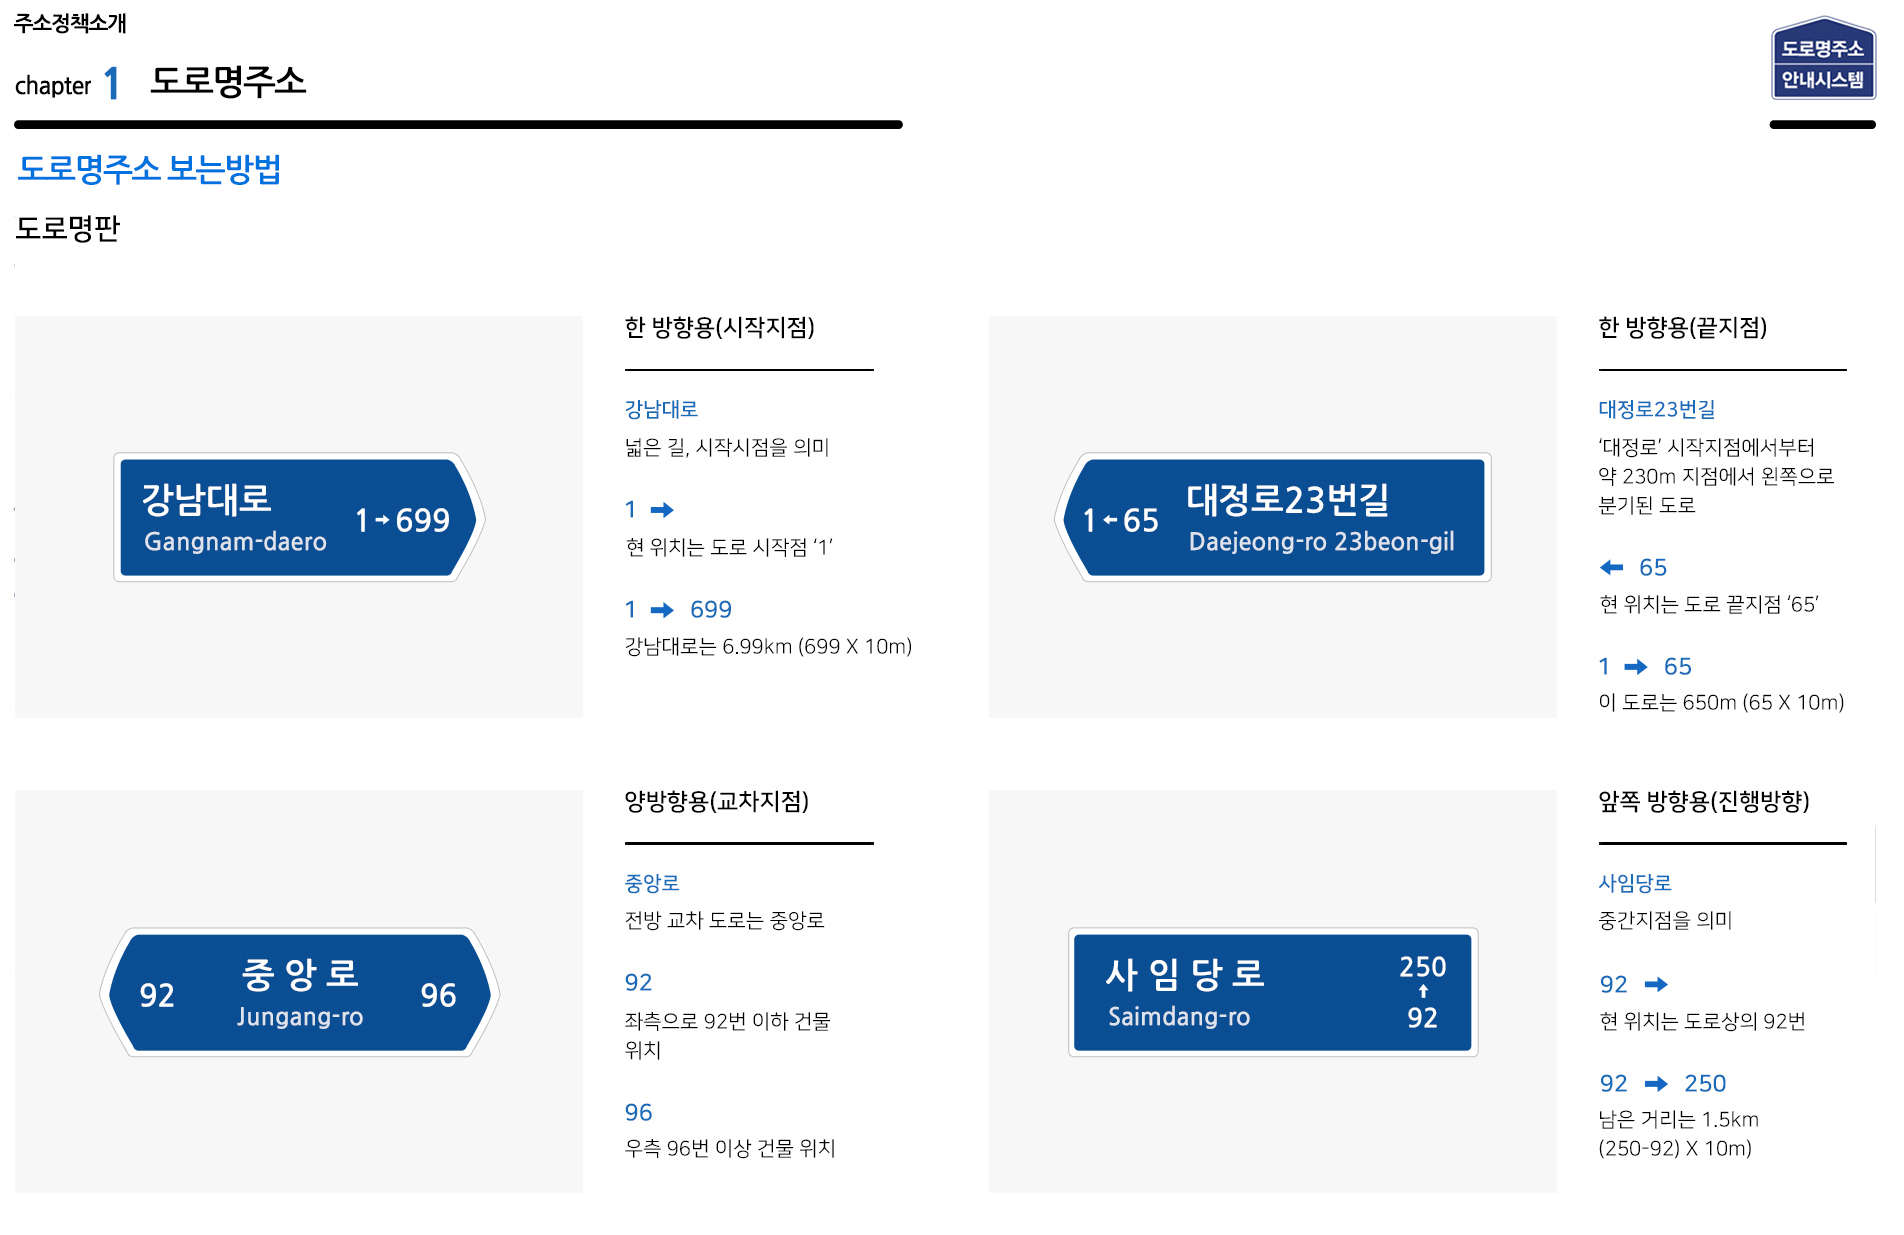 주소정책소개
chapter 1 도로명주소
도로명주소
안내시스템
도로명주소 보는방법
도로명판
강남대로
Gangnam-daero
1→699
한 방향용(시작지점)
강남대로
넓은 길, 시작시점을 의미
1 →
현 위치는 도로 시작점 ‘1’
1 → 699
강남대로는 6.99km (699 X 10m)
1←65
대정로23번길
Daejeong-ro 23beon-gil
한 방향용(끝지점)
대정로23번길
‘대정로’ 시작지점에서부터
약 230m 지점에서 왼쪽으로
분기된 도로
← 65
현 위치는 도로 끝지점 ‘65’
1 → 65
이 도로는 650m (65 X 10m)
92
중앙로
Jungang-ro
96
양방향용(교차지점)
중앙로
전방 교차 도로는 중앙로
92
좌측으로 92번 이하 건물
위치
96
우측 96번 이상 건물 위치
사임당로
Saimdang-ro
250
↑
92
앞쪽 방향용(진행방향)
사임당로
중간지점을 의미
92 →
현 위치는 도로상의 92번
92 → 250
남은 거리는 1.5km
(250-92) X 10m)